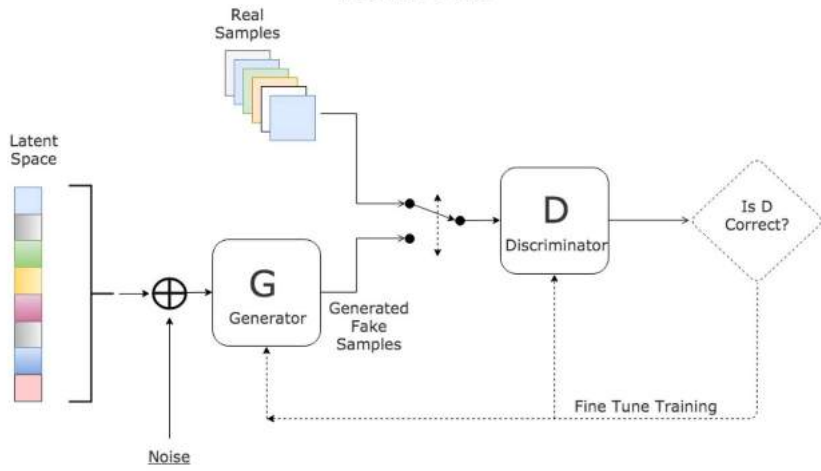 Real
Samples
Latent
Space
G
Generator
Generated
Fake
Samples
D
Discriminator
Is D
Correct?
Fine Tune Training
Noise